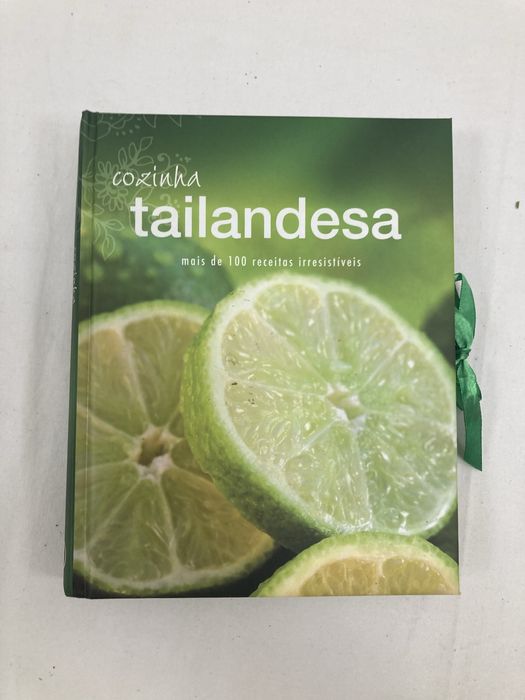 cozinha
tailandesa
mais de 100 receitas irresistíveis